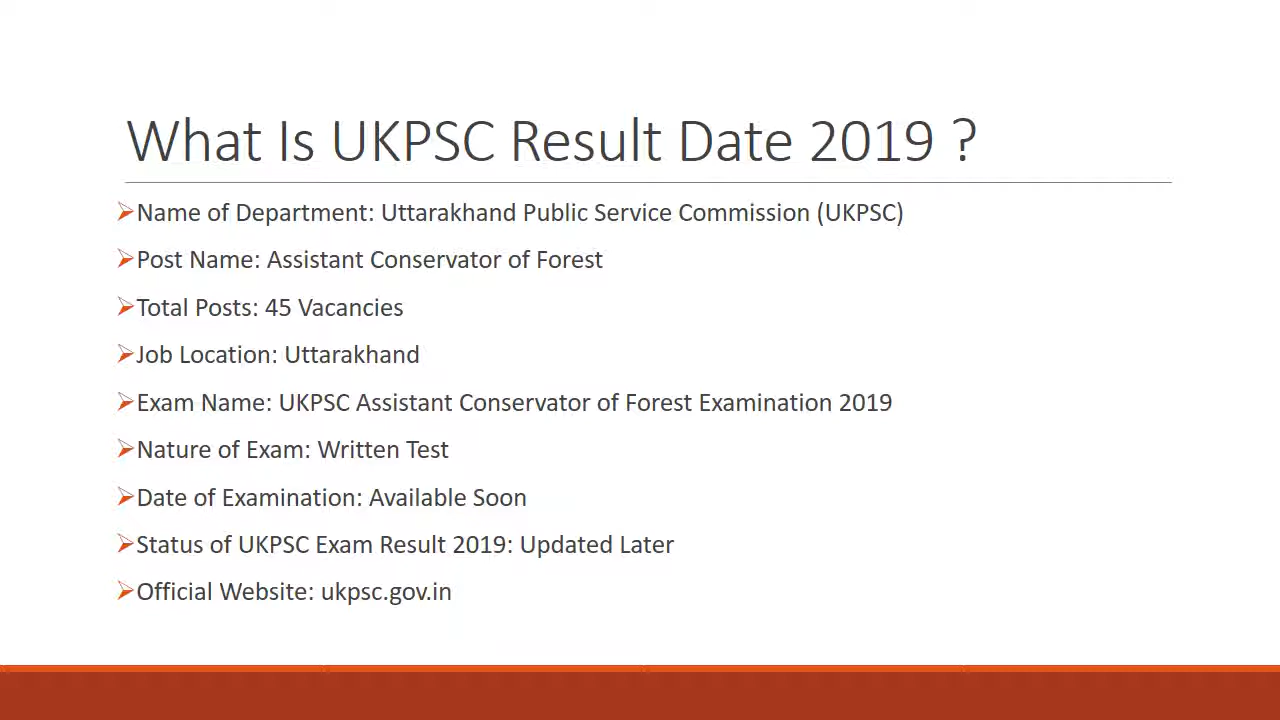 What Is UKPSC Result Date 2019 ?
Name of Department: Uttarakhand Public Service Commission (UKPSC)
Post Name: Assistant Conservator of Forest
Total Posts: 45 Vacancies
Job Location: Uttarakhand
Exam Name: UKPSC Assistant Conservator of Forest Examination 2019
Nature of Exam: Written Test
Date of Examination: Available Soon
Status of UKPSC Exam Result 2019: Updated Later
Official Website: ukpsc.gov.in